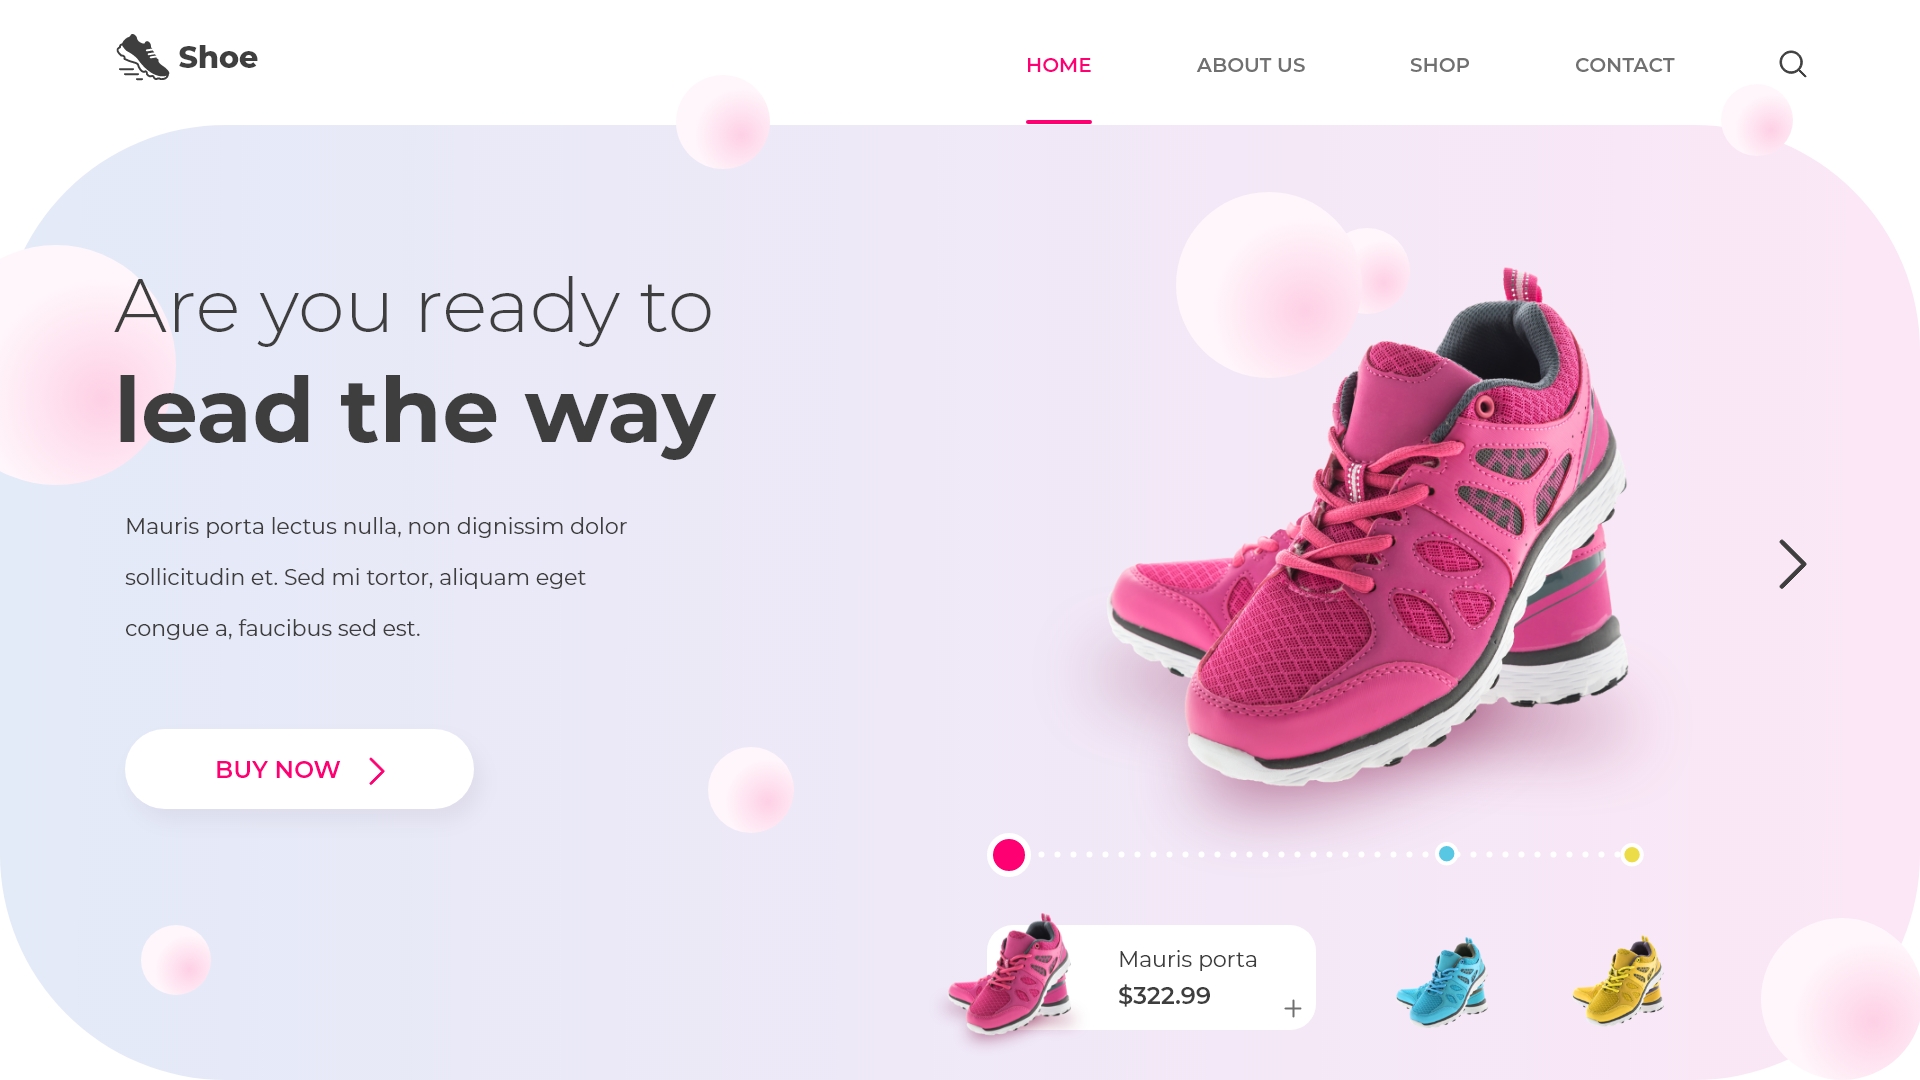 Shoe
HOME
ABOUT US
SHOP
CONTACT
Are you ready to
lead the way
Mauris porta lectus nulla, non dignissim dolor
sollicitudin et. Sed mi tortor, aliquam eget
congue a, faucibus sed est.
BUY NOW
Mauris porta
$322.99